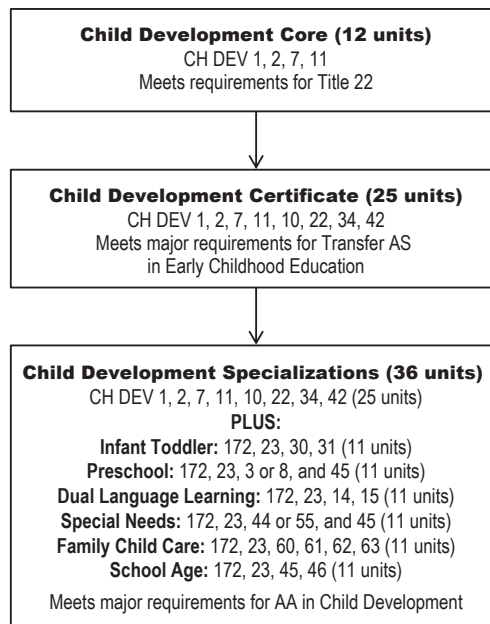 Child Development Core (12 units)
CH DEV 1, 2, 7, 11
Meets requirements for Title 22
Child Development Certificate (25 units)
CH DEV 1, 2, 7, 11, 10, 22, 34, 42
Meets major requirements for Transfer AS
in Early Childhood Education
Child Development Specializations (36 units)
CH DEV 1, 2, 7, 11, 10, 22, 34, 42 (25 units)
PLUS:
Infant Toddler: 172, 23, 30, 31 (11 units)
Preschool: 172, 23, 3 or 8, and 45 (11 units)
Dual Language Learning: 172, 23, 14, 15 (11 units)
Special Needs: 172, 23, 44 or 55, and 45 (11 units)
Family Child Care: 172, 23, 60, 61, 62, 63 (11 units)
School Age: 172, 23, 45, 46 (11 units)
Meets major requirements for AA in Child Development